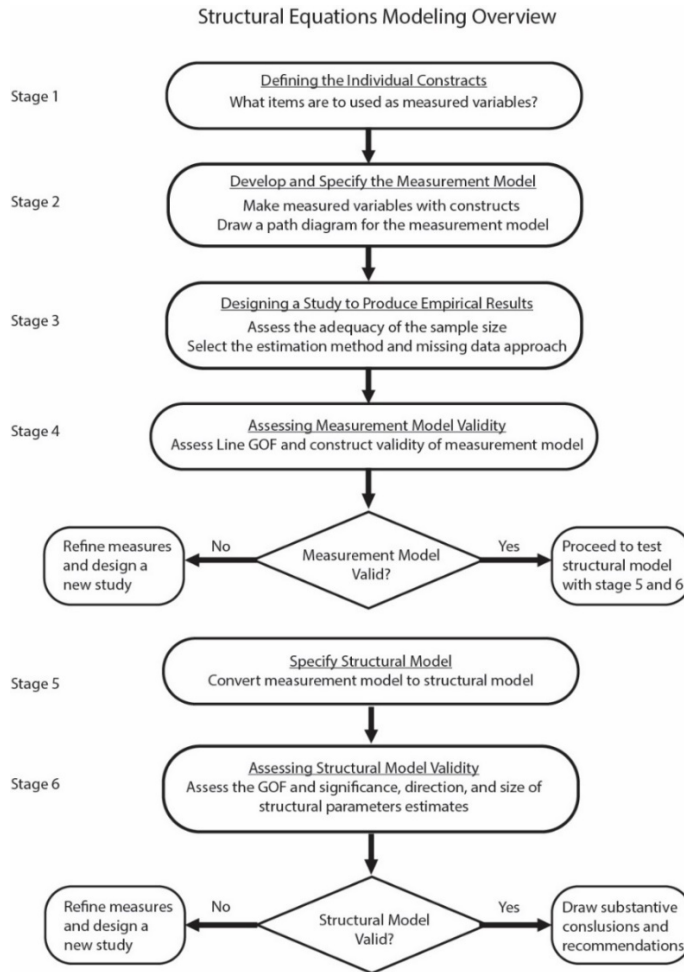 Structural Equations Modeling Overview
Stage 1
Defining the Individual Constracts
What items are to used as measured variables?
Stage 2
Develop and Specify the Measurement Model
Make measured variables with constructs
Draw a path diagram for the measurement model
Stage 3
Designing a Study to Produce Empirical Results
Assess the adequacy of the sample size
Select the estimation method and missing data approach
Stage 4
Assessing Measurement Model Validity
Assess Line GOF and construct validity of measurement model
Refine measures
and design a
new study
No
Measurement Model
Valid?
Yes
Proceed to test
structural model
with stage 5 and 6
Stage 5
Specify Structural Model
Convert measurement model to structural model
Stage 6
Assessing Structural Model Validity
Assess the GOF and significance, direction, and size of
structural parameters estimates
Refine measures
and design a
new study
No
Structural Model
Valid?
Yes
Draw substantive
conslusions and
recommendations